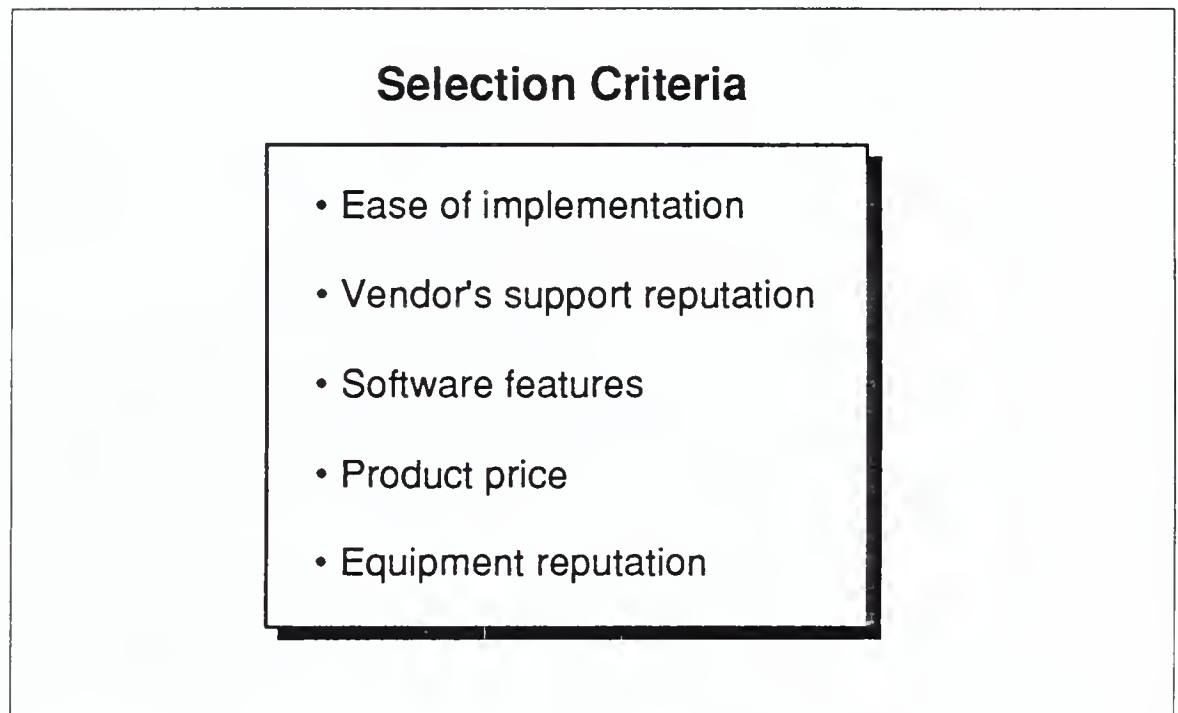 Selection Criteria
• Ease of implementation
• Vendor's support reputation
• Software features
• Product price
• Equipment reputation